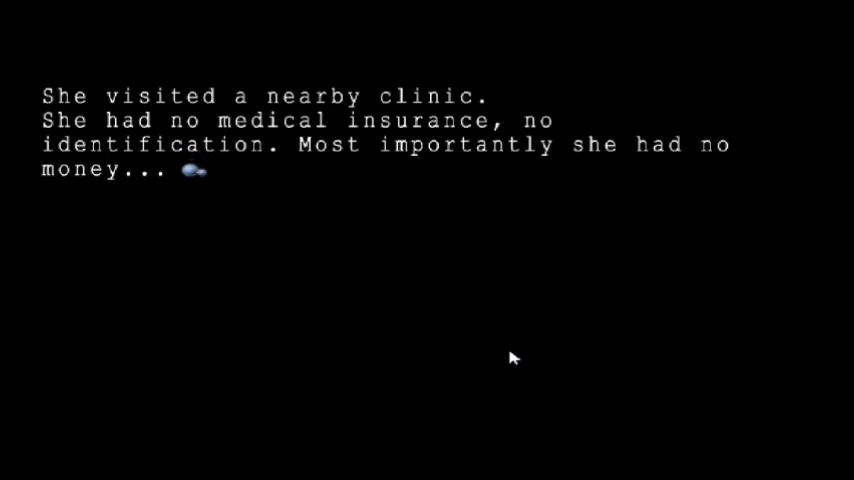 She visited a nearby clinic.
She had no medical insurance, no
identification. Most importantly she had no
money...